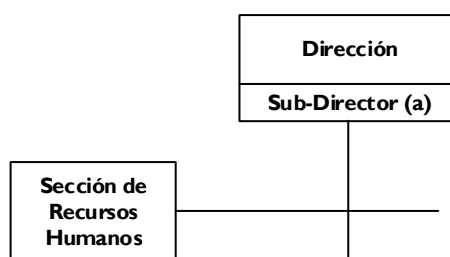 Dirección
Sub-Director (a)
Sección de
Recursos
Humanos